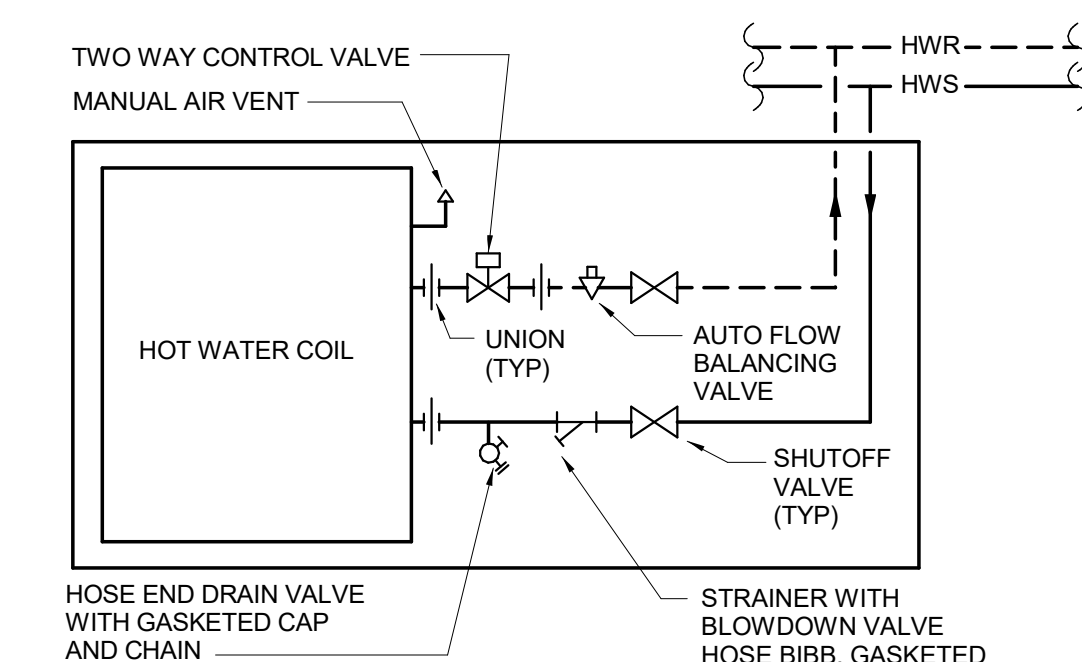 TWO WAY CONTROL VALVE
MANUAL AIR VENT
HWR
HWS
HOT WATER COIL
UNION
(TYP)
AUTO FLOW
BALANCING
VALVE
SHUTOFF
VALVE
(TYP)
HOSE END DRAIN VALVE
WITH GASKETED CAP
AND CHAIN
STRAINER WITH
BLOWDOWN VALVE
HOSE BIBB, GASKETED